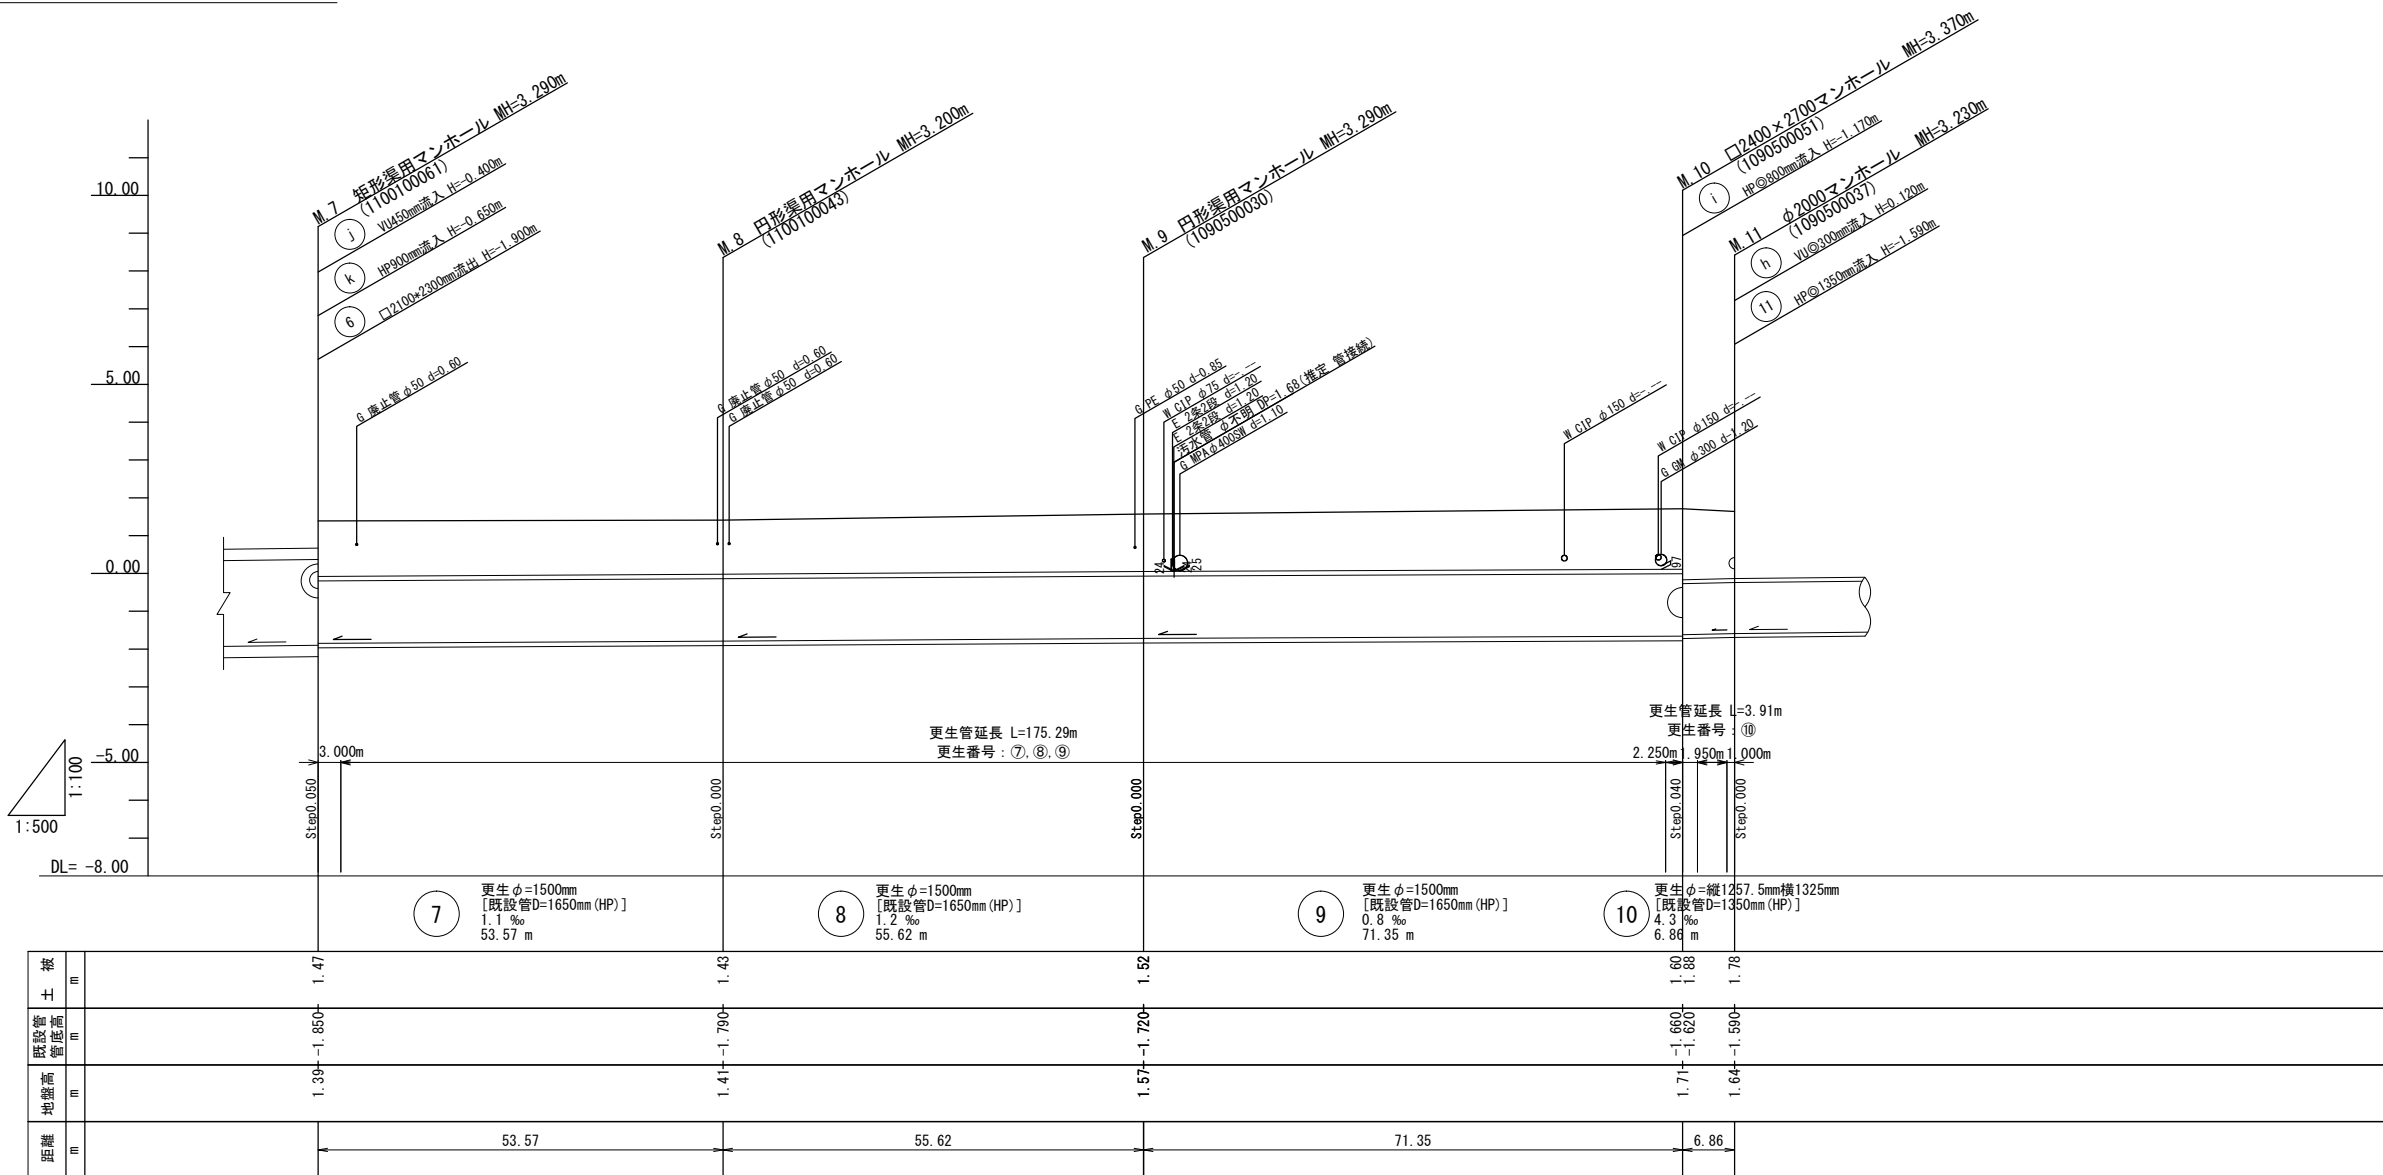 M.7 矩形渠用マンホール MH=3.290m
(1100100061)
j VU450mm流入 H=-0.400m
k HP900mm流入 H=-0.650m
6 □2100*2300mm流出 H=-1.900m
M.8 円形渠用マンホール MH=3.200m
(1100100043)
M.9 円形渠用マンホール MH=3.290m
(1090500030)
M.10 □2400×2700マンホール MH=3.370m
(1090500051)
i HP◎800mm流入 H=-1.170m
M.11 φ2000マンホール MH=3.230m
(1090500037)
h VU◎300mm流入 H=0.120m
11 HP◎1350mm流入 H=-1.590m
10.00
5.00
0.00
-5.00
DL= -8.00
1:100
1:500
G 廃止管φ50 d=0.60
G 廃止管φ50 d=0.60
G 廃止管φ50 d=0.60
G PE φ50 d=0.85
W CIP φ75 d=-.--
E 2条2段 d=1.20
E 2条2段 d=1.20
汚水管 φ不明 DP=1.68(推定 管接続)
G MPAφ400SW d=1.10
W CIP φ150 d=-.--
W CIP φ150 d=-.--
G GM φ300 d=1.20
24
25
97
更生管延長 L=175.29m
更生番号：⑦,⑧,⑨
更生管延長 L=3.91m
更生番号：⑩
3.000m
2.250m
1.950m
1.000m
Step0.050
Step0.000
Step0.000
Step0.040
Step0.000
7
更生φ=1500mm
[既設管D=1650mm(HP)]
1.1 ‰
53.57 m
8
更生φ=1500mm
[既設管D=1650mm(HP)]
1.2 ‰
55.62 m
9
更生φ=1500mm
[既設管D=1650mm(HP)]
0.8 ‰
71.35 m
10
更生φ=縦1257.5mm横1325mm
[既設管D=1350mm(HP)]
4.3 ‰
6.86 m
土被 m 1.47 1.43 1.52 1.60 1.88 1.78
既設管管底高 m -1.850 -1.790 -1.720 -1.660 -1.620 -1.590
地盤高 m 1.39 1.41 1.57 1.71 1.64
距離 m 53.57 55.62 71.35 6.86